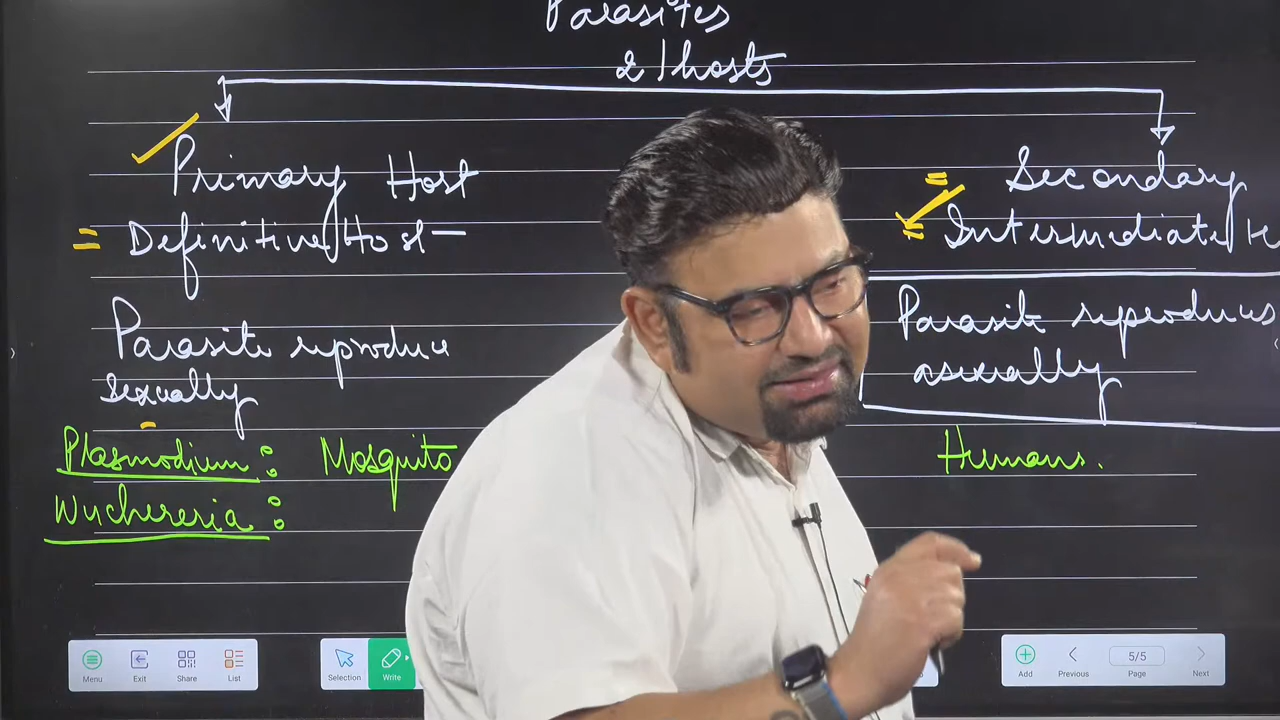 Parasites
& hosts
Primary Host
= Definitive Host —
Parasite reproduce
sexually
Plasmodium : Mosquito
Wuchereria :
= Secondary
= Intermediate H
Parasite reproduces
asexually
Humans.
Menu
Exit
Share
List
Selection
Write
Add
Previous
5/5
Page
Next